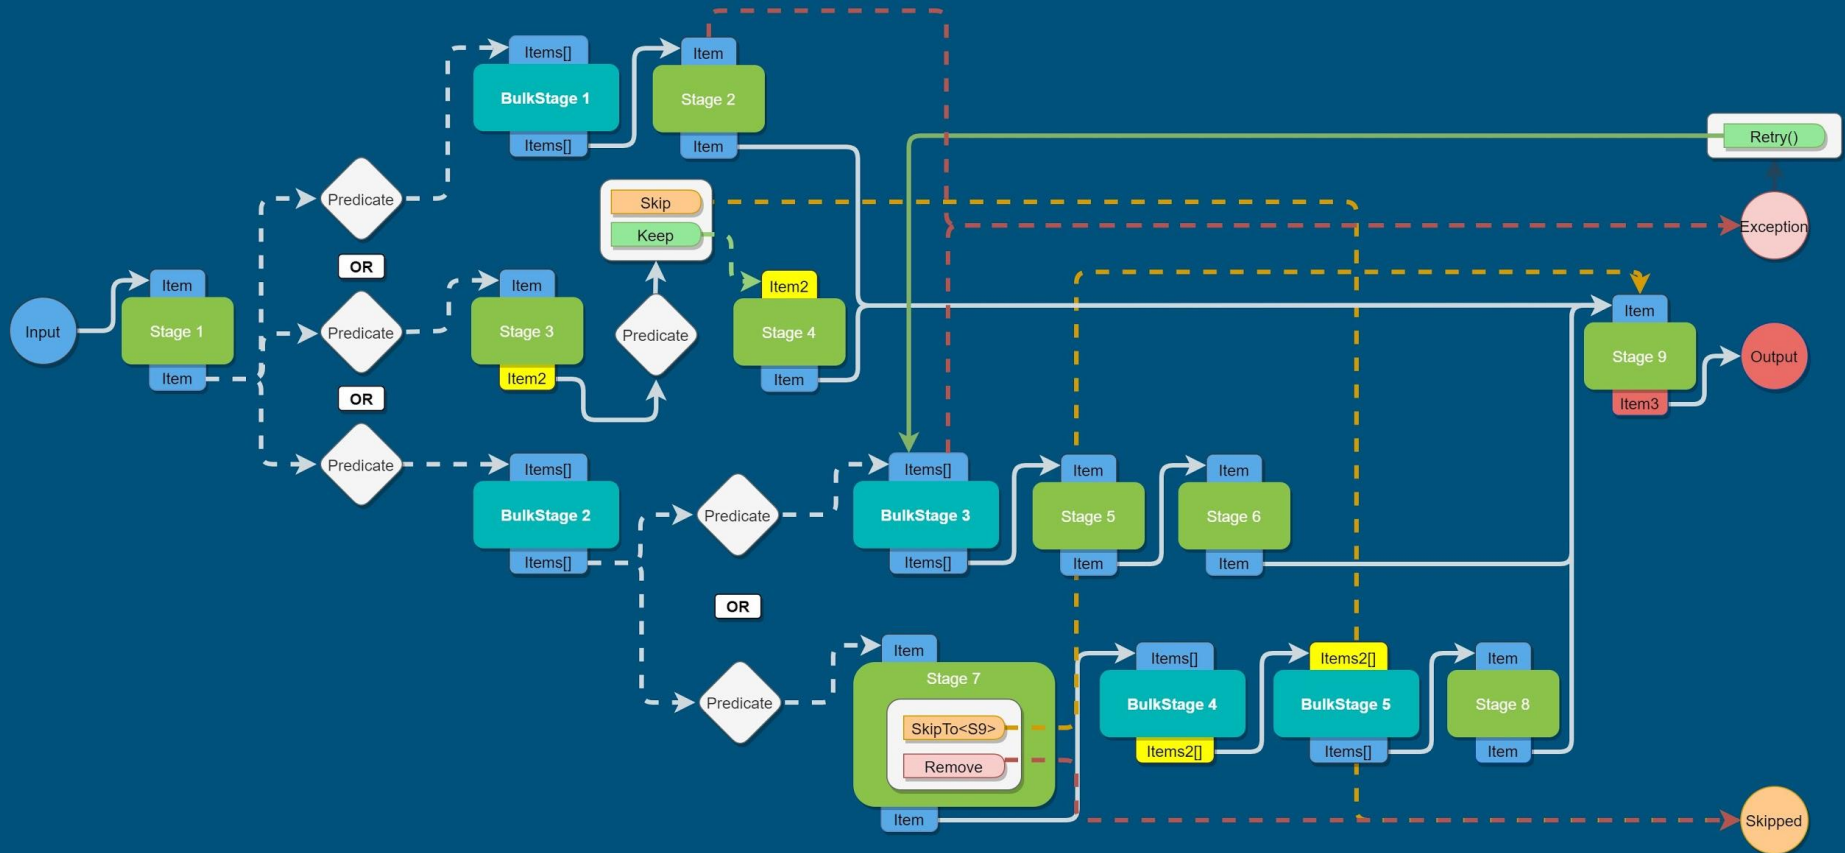 Items[]
BulkStage 1
Items[]
Item
Stage 2
Item
Retry()
Predicate
Skip
Keep
Exception
OR
Input
Item
Stage 1
Item
Predicate
Item
Stage 3
Item2
Predicate
Item2
Stage 4
Item
Item
Stage 9
Item3
Output
OR
Predicate
Items[]
BulkStage 2
Items[]
Predicate
Items[]
BulkStage 3
Items[]
Item
Stage 5
Item
Item
Stage 6
Item
OR
Predicate
Item
Stage 7
SkipTo<S9>
Remove
Item
Items[]
BulkStage 4
Items2[]
Items2[]
BulkStage 5
Items[]
Item
Stage 8
Item
Skipped